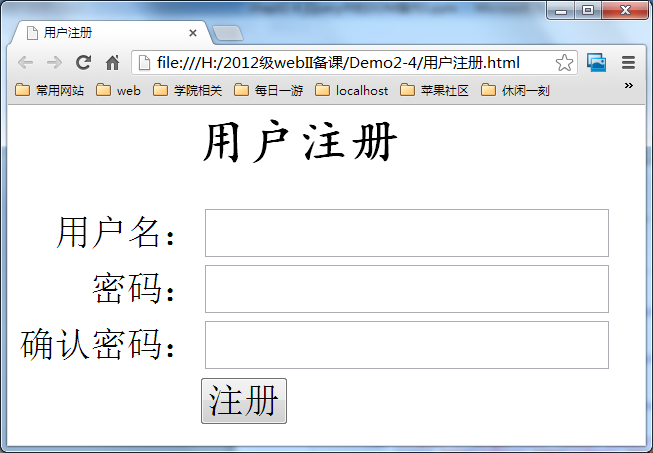 用户注册
file:///H:/2012级webII备课/Demo2-4/用户注册.html
常用网站 web 学院相关 每日一游 localhost 苹果社区 休闲一刻 »
用户注册
用户名：
密码：
确认密码：
注册